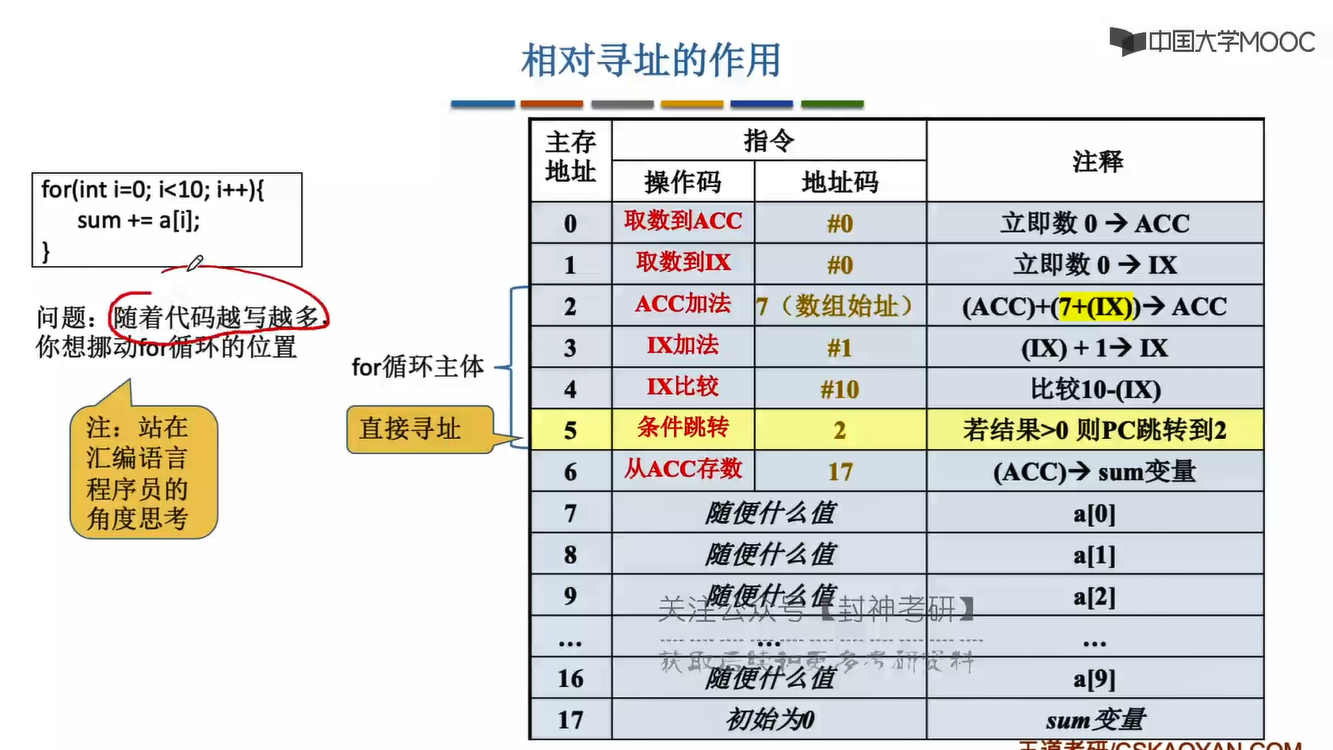 相对寻址的作用
中国大学MOOC
for(int i=0; i<10; i++){
sum += a[i];
}
问题：随着代码越写越多，
你想挪动for循环的位置
注：站在
汇编语言
程序员的
角度思考
for循环主体
直接寻址
主存地址 指令 注释
操作码 地址码
0 取数到ACC #0 立即数 0 → ACC
1 取数到IX #0 立即数 0 → IX
2 ACC加法 7（数组始址） (ACC)+(7+(IX))→ ACC
3 IX加法 #1 (IX) + 1→ IX
4 IX比较 #10 比较10-(IX)
5 条件跳转 2 若结果>0 则PC跳转到2
6 从ACC存数 17 (ACC)→ sum变量
7 随便什么值 a[0]
8 随便什么值 a[1]
9 随便什么值 a[2]
关注公众号【封神考研】
... ... ...
获取后续和更多考研资料
16 随便什么值 a[9]
17 初始为0 sum变量
王道考研/CSKAOYAN.COM